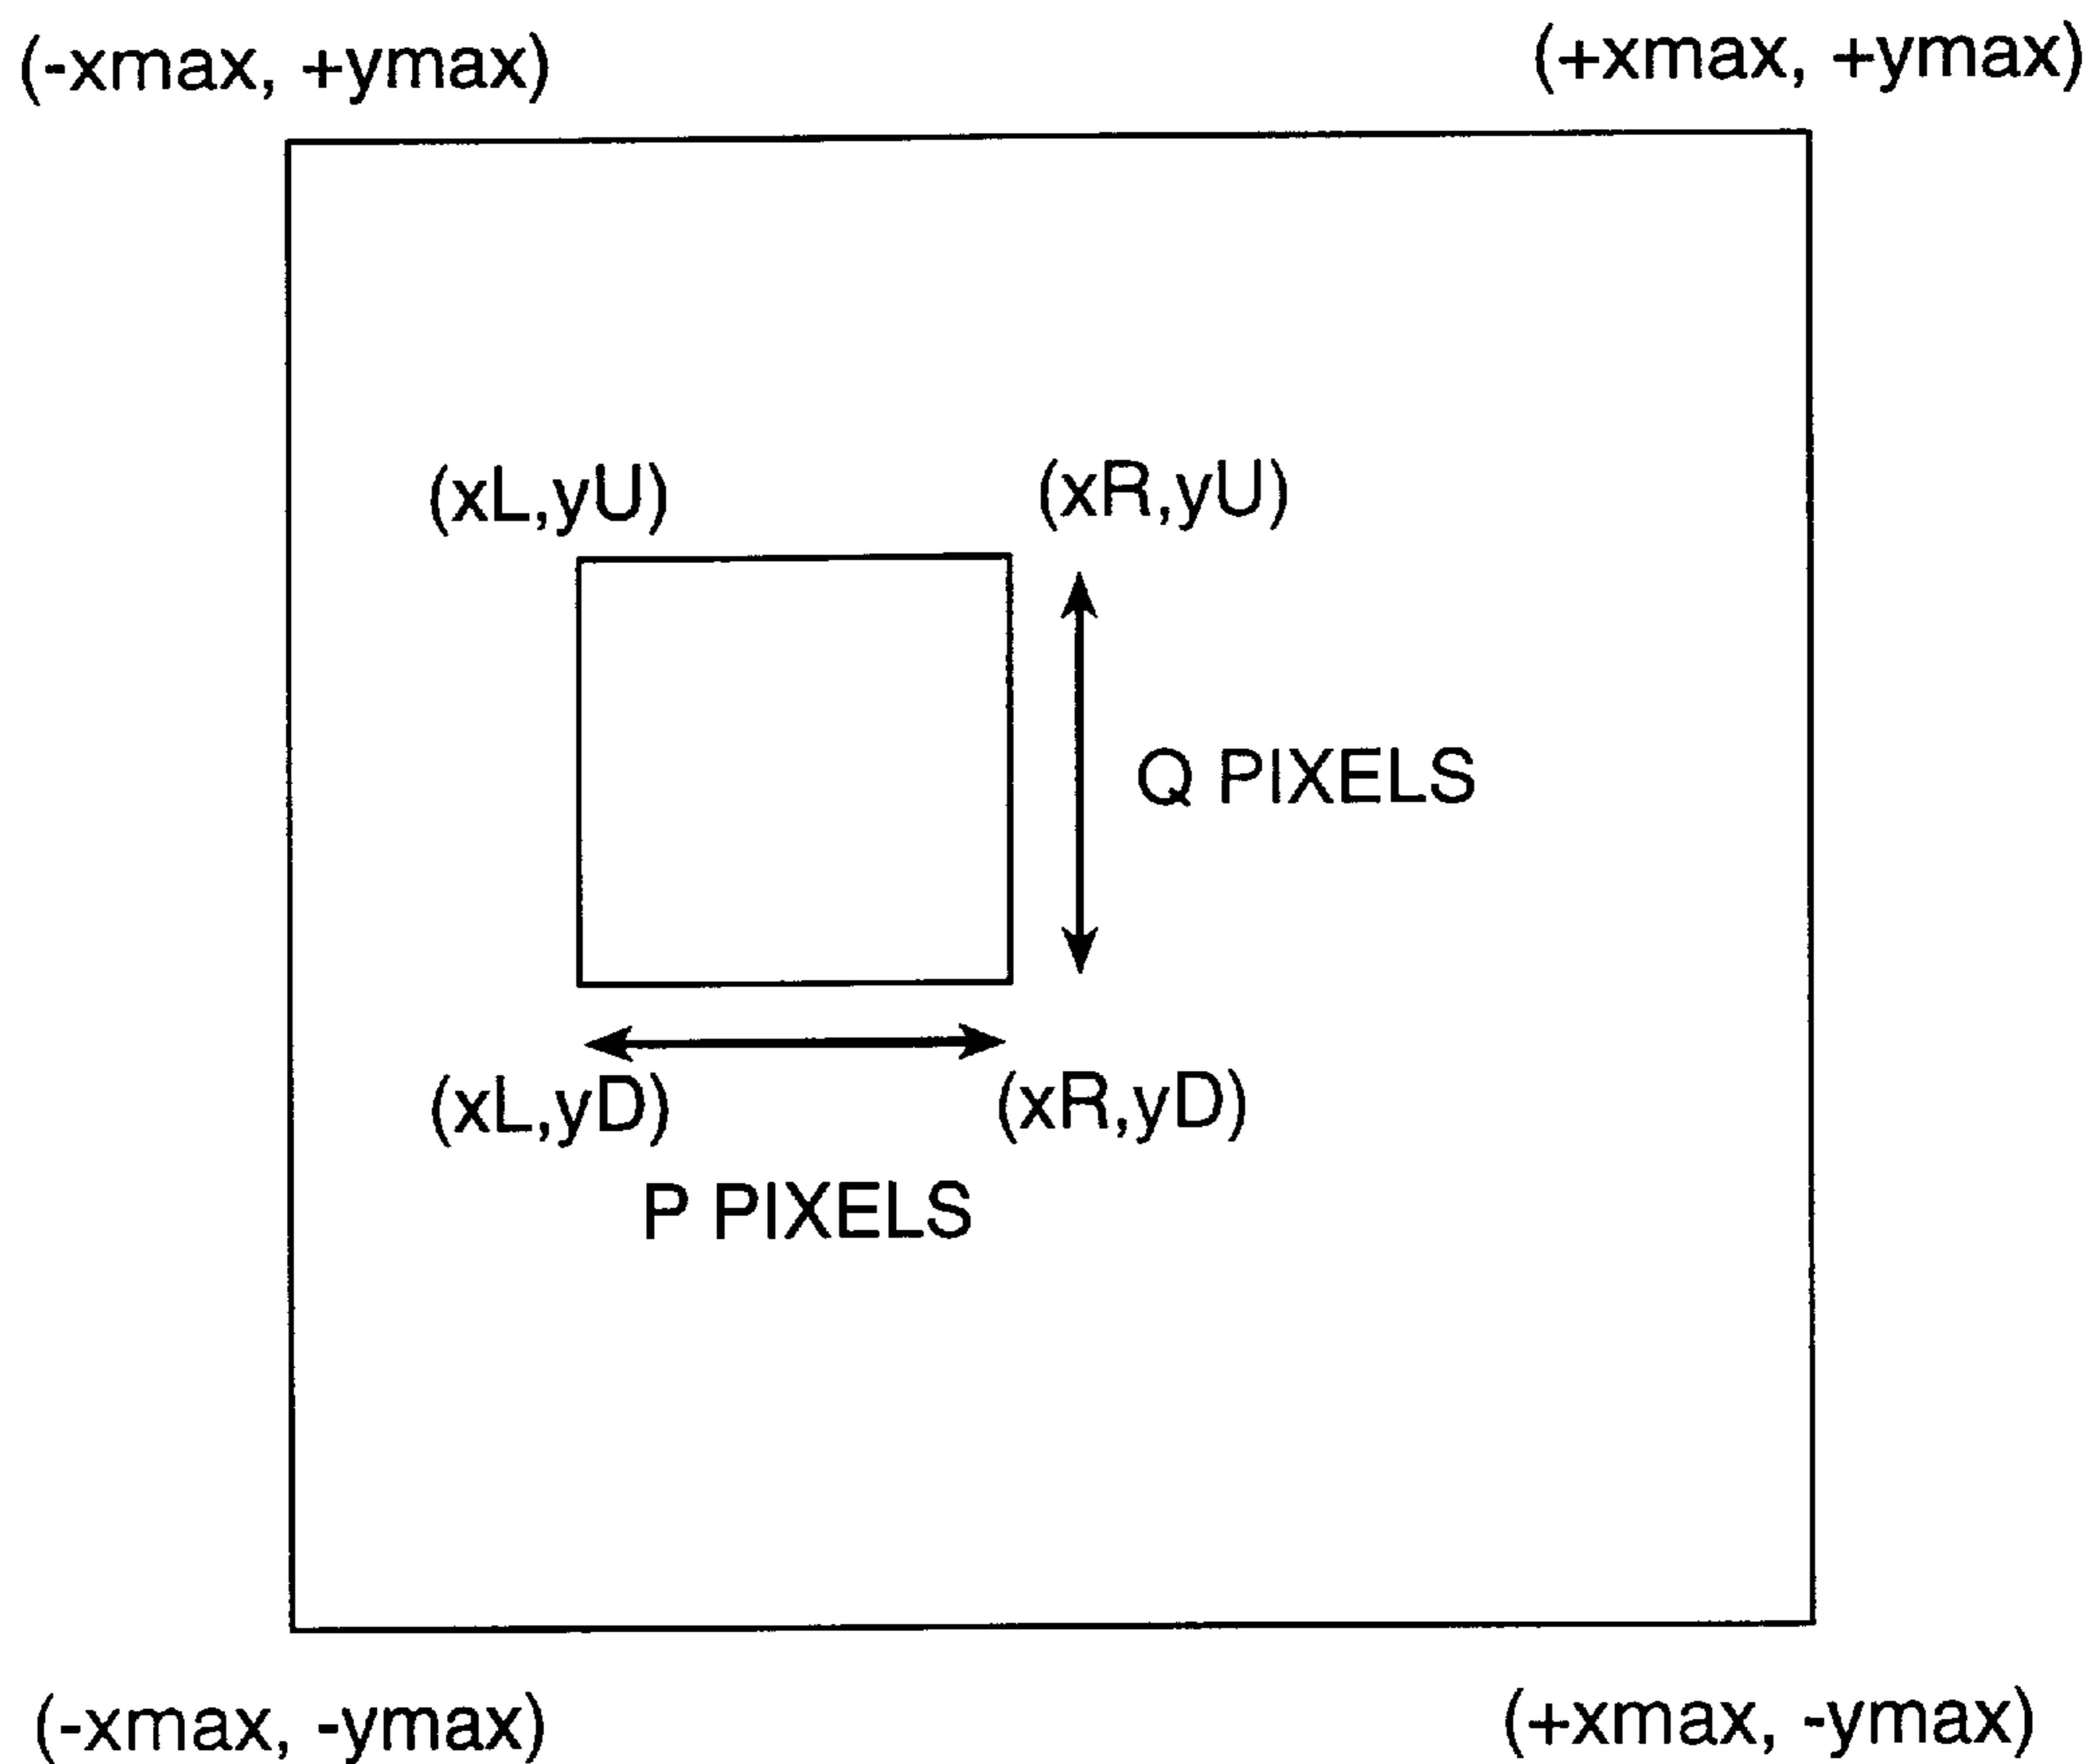 (-xmax, +ymax) (+xmax, +ymax)
(xL,yU) (xR,yU)
Q PIXELS
(xL,yD) (xR,yD)
P PIXELS
(-xmax, -ymax) (+xmax, -ymax)